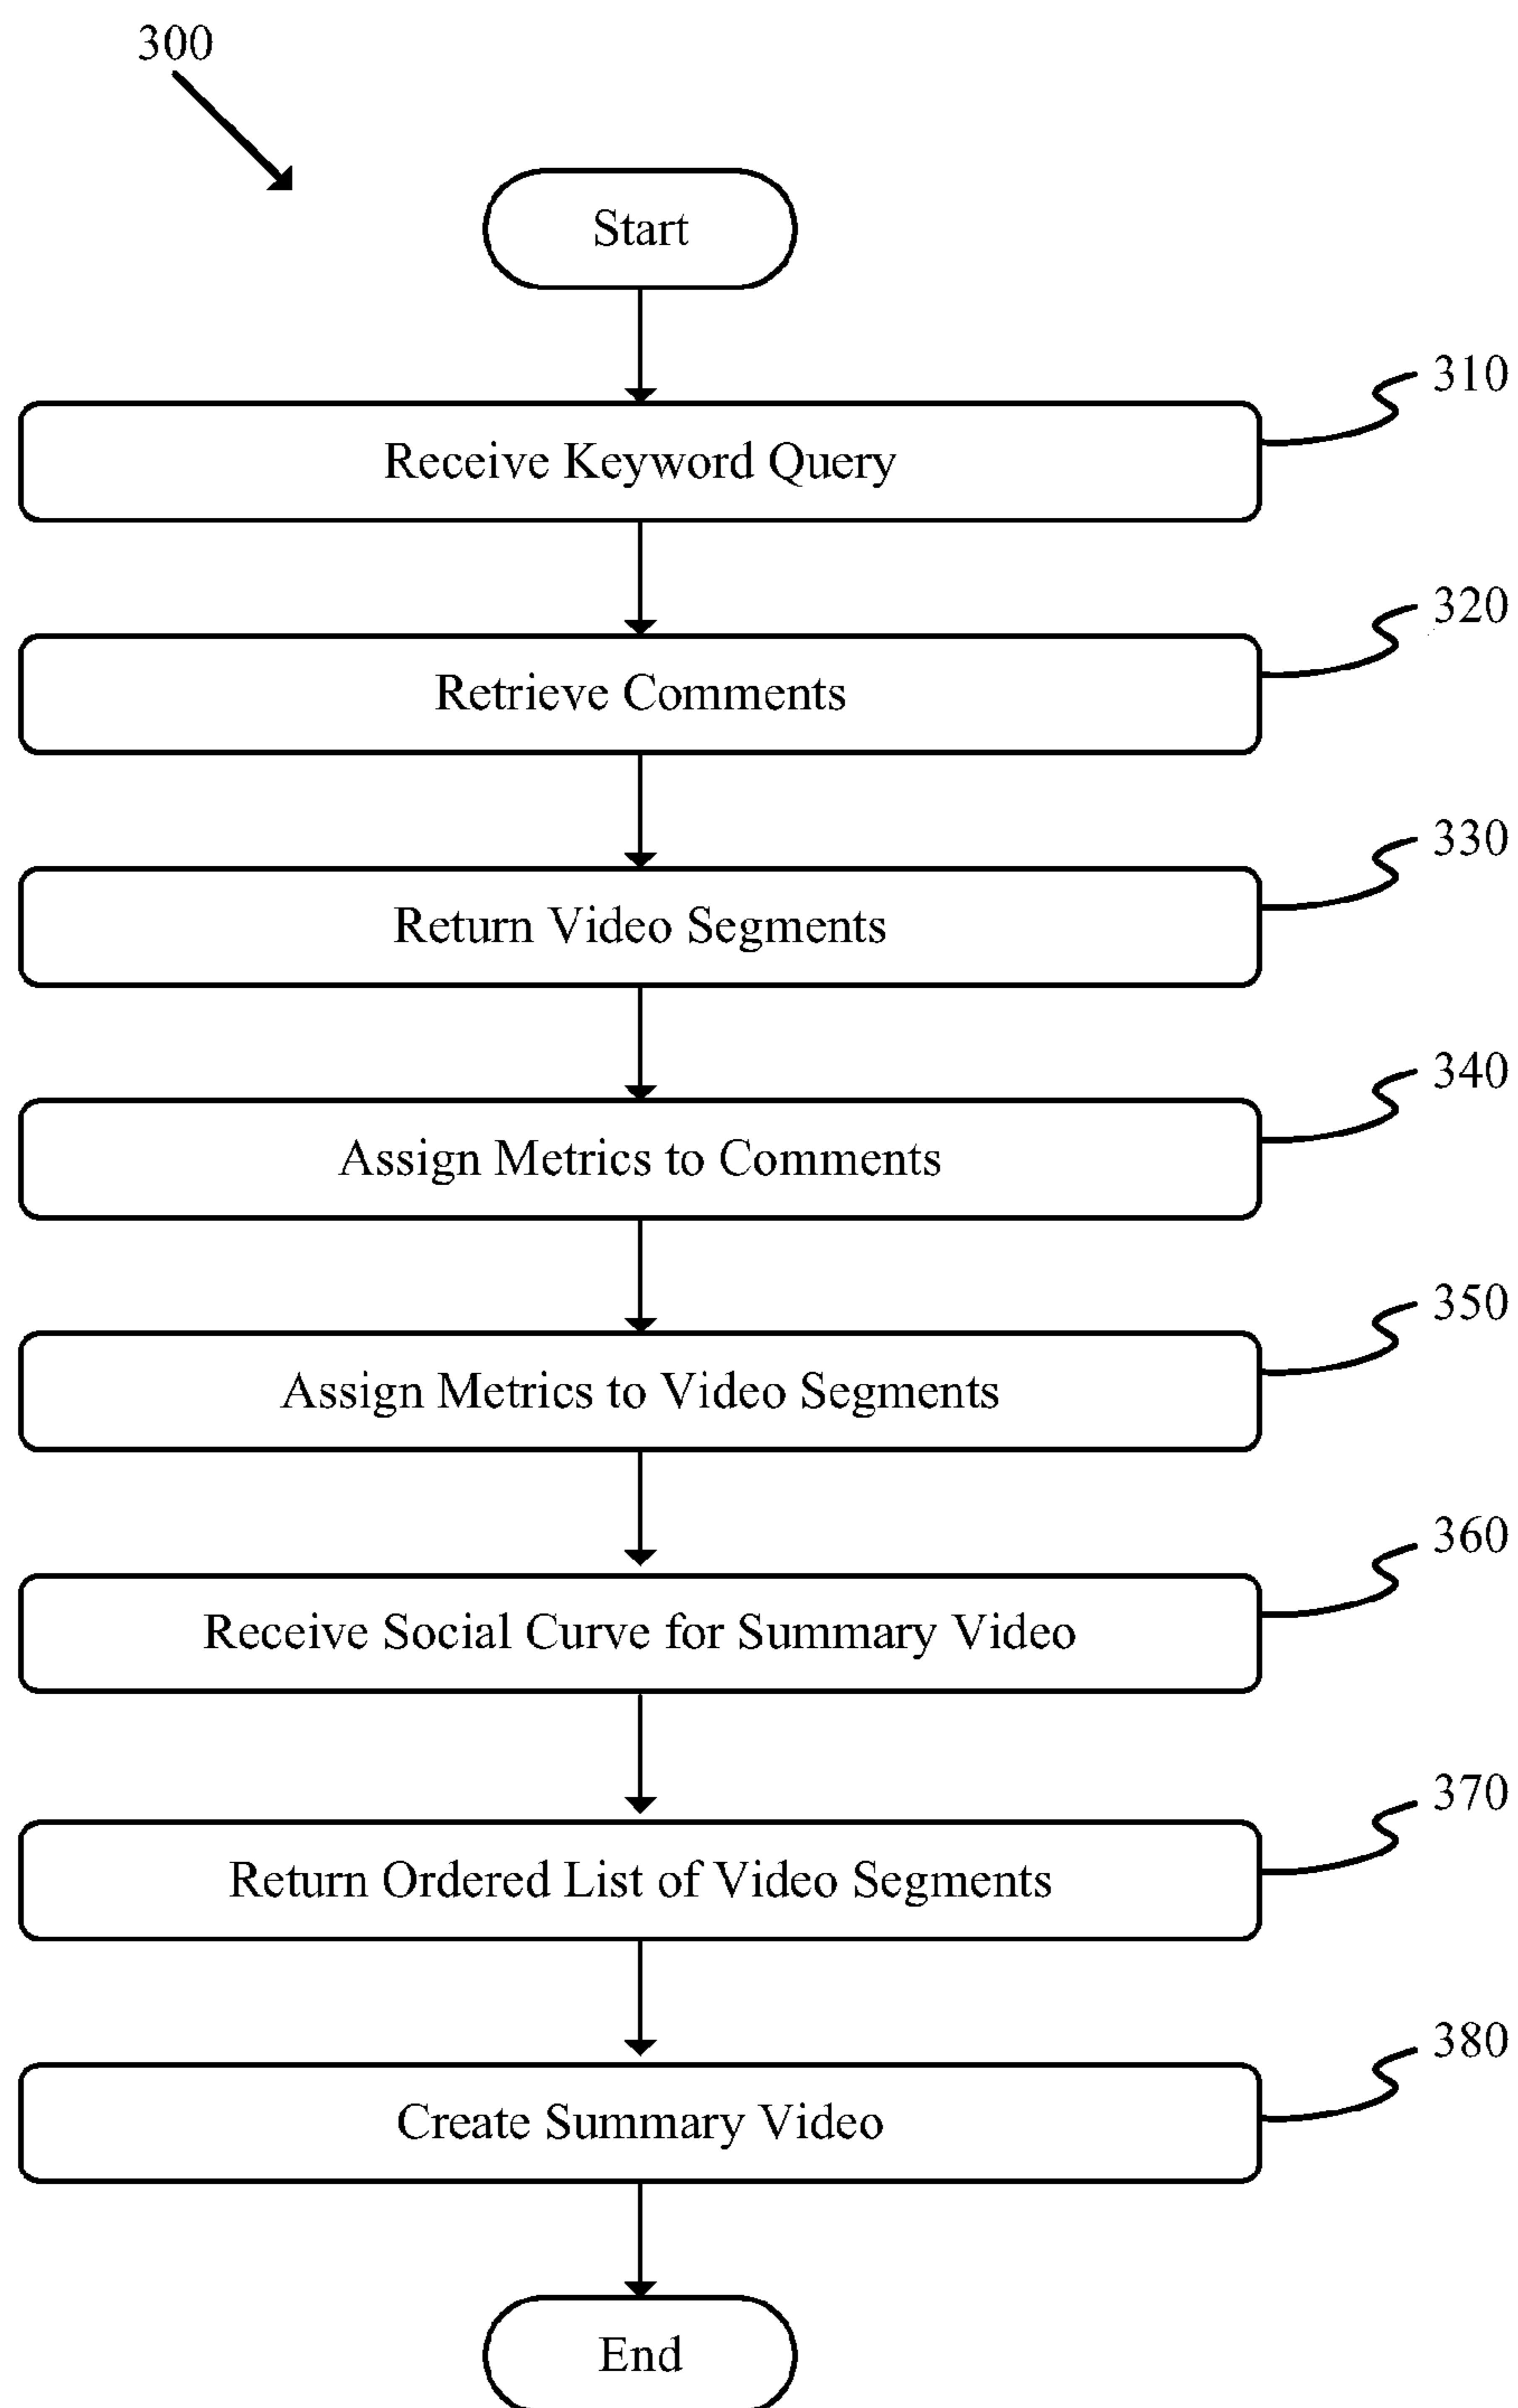 300
Start
310
Receive Keyword Query
320
Retrieve Comments
330
Return Video Segments
340
Assign Metrics to Comments
350
Assign Metrics to Video Segments
360
Receive Social Curve for Summary Video
370
Return Ordered List of Video Segments
380
Create Summary Video
End